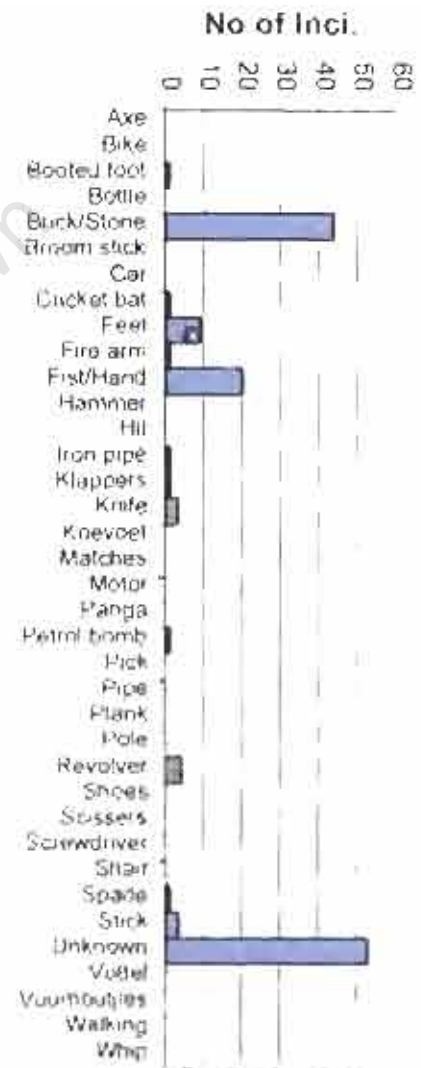 No of Inci.
0 10 20 30 40 50 60
Axe
Bike
Booted foot
Bottle
Brick/Stone
Broom stick
Car
Cricket bat
Feet
Fire arm
Fist/Hand
Hammer
Hit
Iron pipe
Klappers
Knife
Koevoet
Matches
Motor
Panga
Petrol bomb
Pick
Pipe
Plank
Pole
Revolver
Shoes
Scissers
Screwdriver
Spade
Stick
Unknown
Walking
Whip